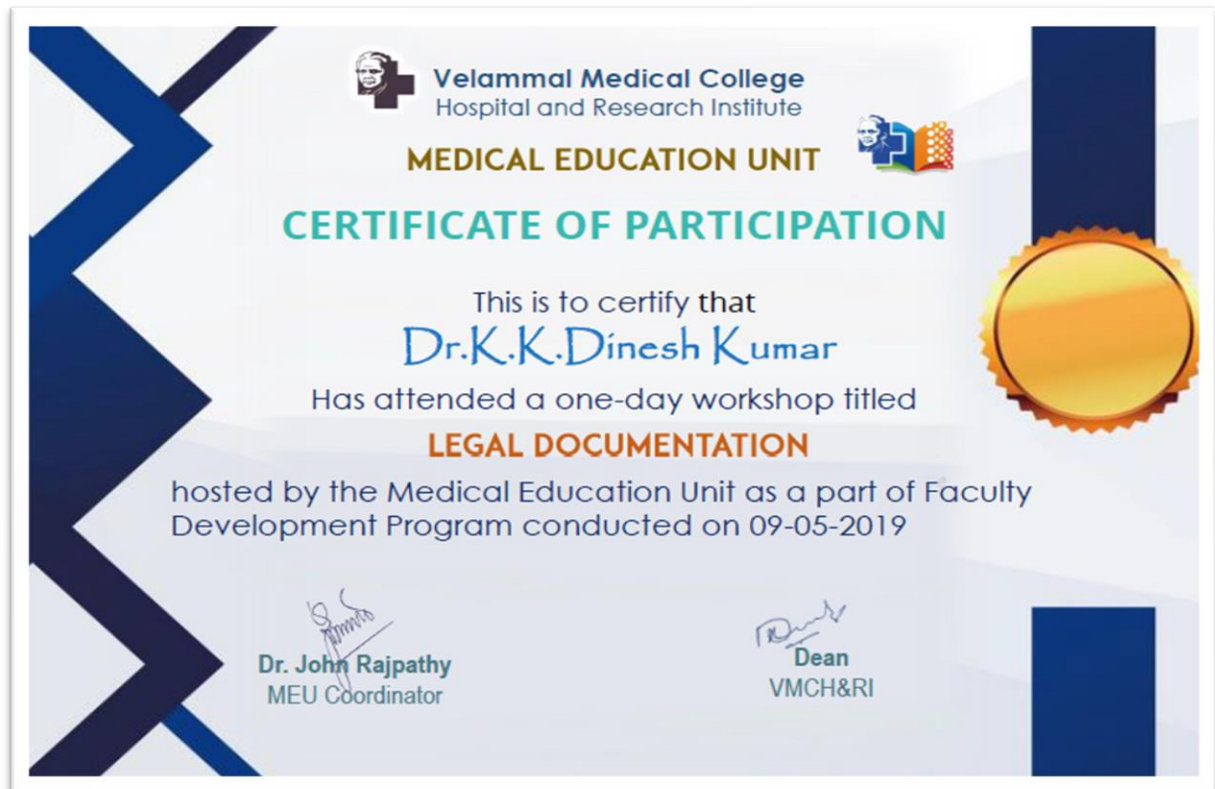 Velammal Medical College
Hospital and Research Institute
MEDICAL EDUCATION UNIT
CERTIFICATE OF PARTICIPATION
This is to certify that
Dr.K.K.Dinesh Kumar
Has attended a one-day workshop titled
LEGAL DOCUMENTATION
hosted by the Medical Education Unit as a part of Faculty
Development Program conducted on 09-05-2019
Dr. John Rajpathy
MEU Coordinator
Dean
VMCH&RI